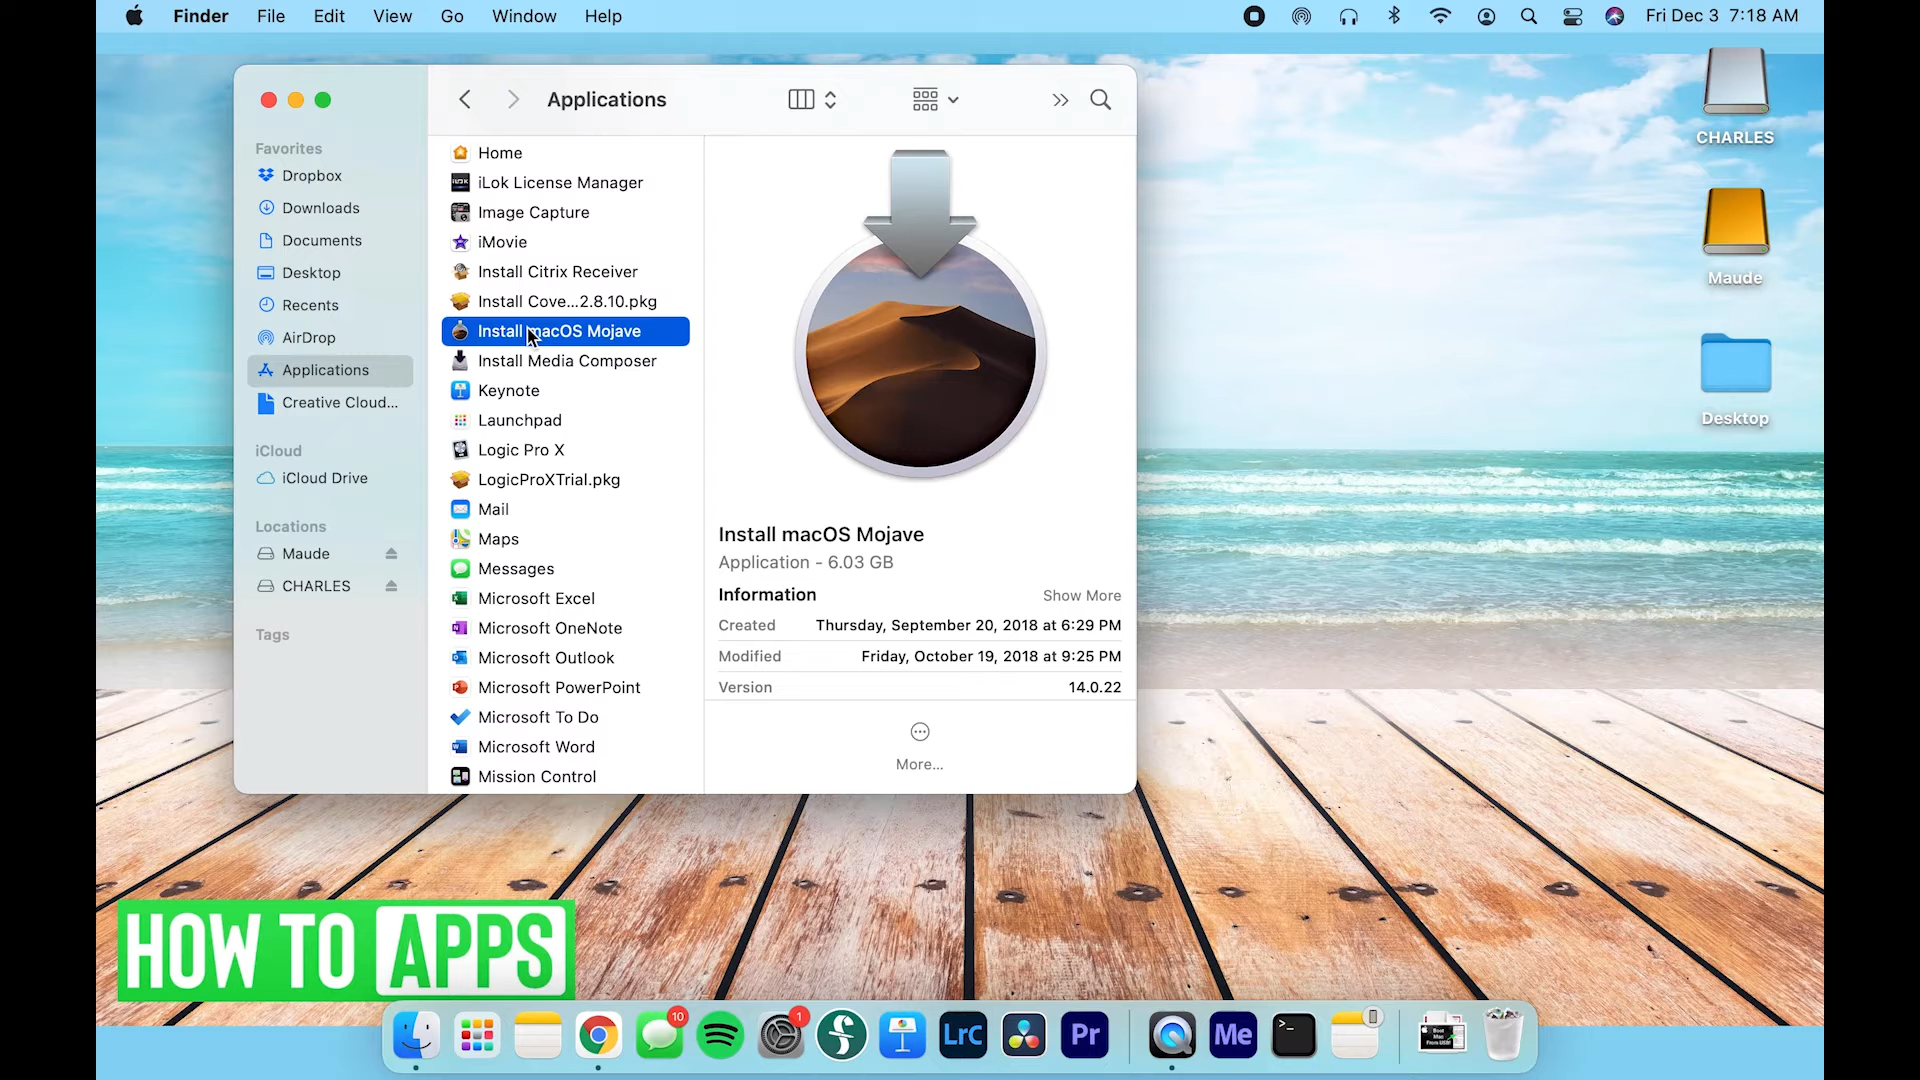 Finder File Edit View Go Window Help
Fri Dec 3 7:18 AM
Applications
Favorites
Dropbox
Downloads
Documents
Desktop
Recents
AirDrop
Applications
Creative Cloud...
iCloud
iCloud Drive
Locations
Maude
CHARLES
Tags
Home
iLok License Manager
Image Capture
iMovie
Install Citrix Receiver
Install Cove...2.8.10.pkg
Install macOS Mojave
Install Media Composer
Keynote
Launchpad
Logic Pro X
LogicProXTrial.pkg
Mail
Maps
Messages
Microsoft Excel
Microsoft OneNote
Microsoft Outlook
Microsoft PowerPoint
Microsoft To Do
Microsoft Word
Mission Control
Install macOS Mojave
Application - 6.03 GB
Information Show More
Created Thursday, September 20, 2018 at 6:29 PM
Modified Friday, October 19, 2018 at 9:25 PM
Version 14.0.22
More...
CHARLES
Maude
Desktop
HOW TO APPS
10
1
LrC
Pr
Me
>_
Boot
Mac
From USB!